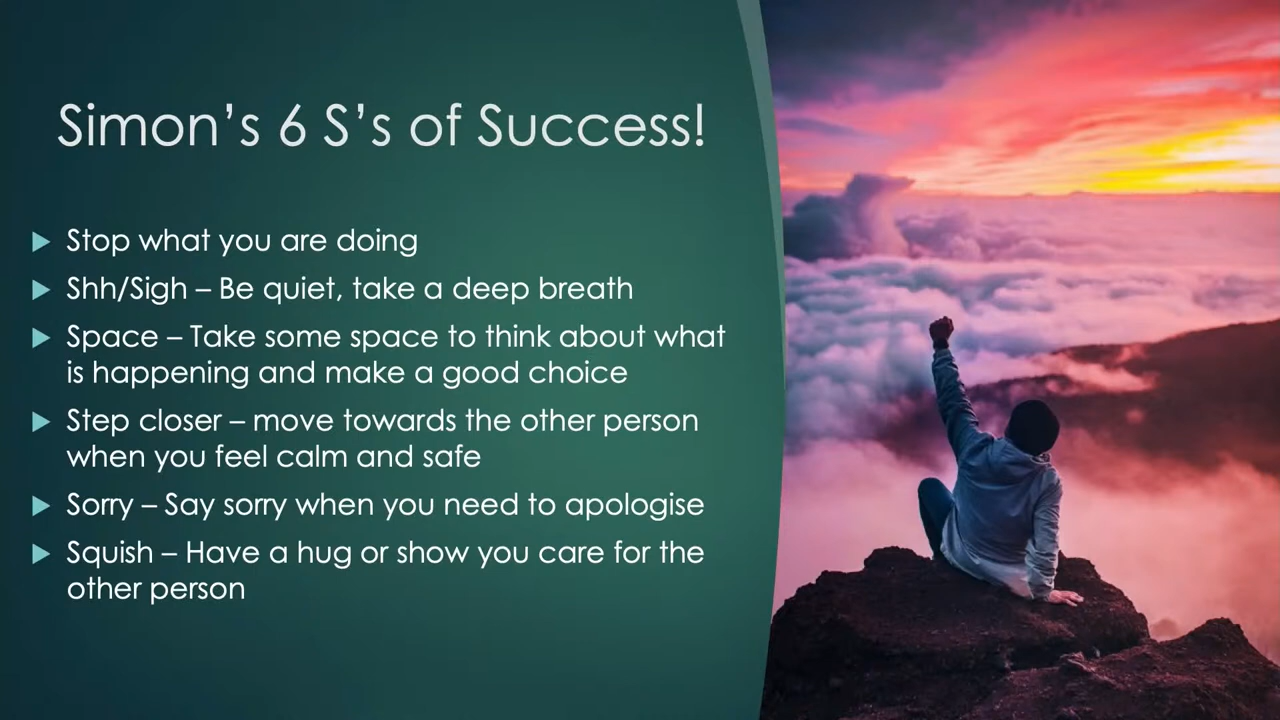 Simon’s 6 S’s of Success!
Stop what you are doing
Shh/Sigh – Be quiet, take a deep breath
Space – Take some space to think about what
is happening and make a good choice
Step closer – move towards the other person
when you feel calm and safe
Sorry – Say sorry when you need to apologise
Squish – Have a hug or show you care for the
other person